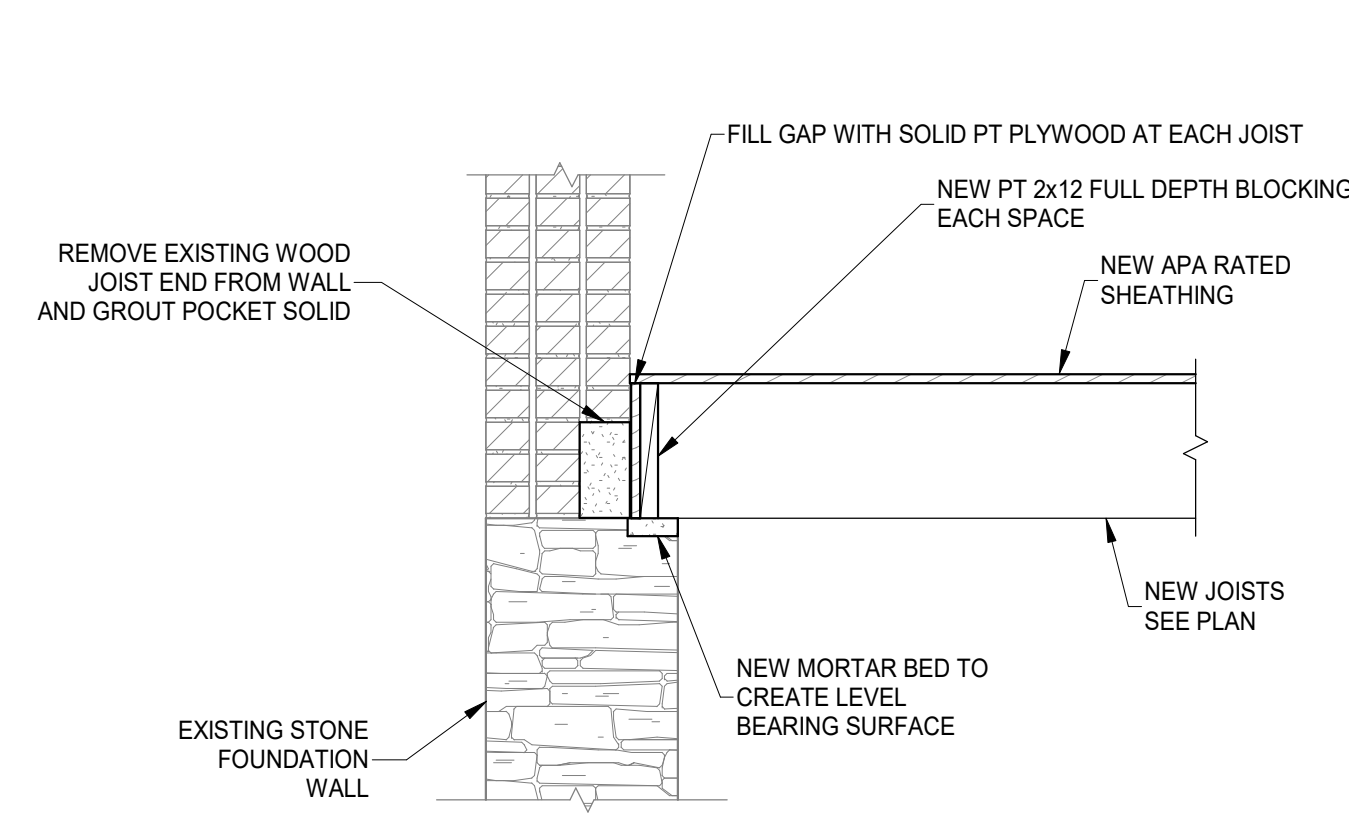 FILL GAP WITH SOLID PT PLYWOOD AT EACH JOIST
NEW PT 2x12 FULL DEPTH BLOCKING
EACH SPACE
REMOVE EXISTING WOOD
JOIST END FROM WALL
AND GROUT POCKET SOLID
NEW APA RATED
SHEATHING
NEW JOISTS
SEE PLAN
NEW MORTAR BED TO
CREATE LEVEL
BEARING SURFACE
EXISTING STONE
FOUNDATION
WALL